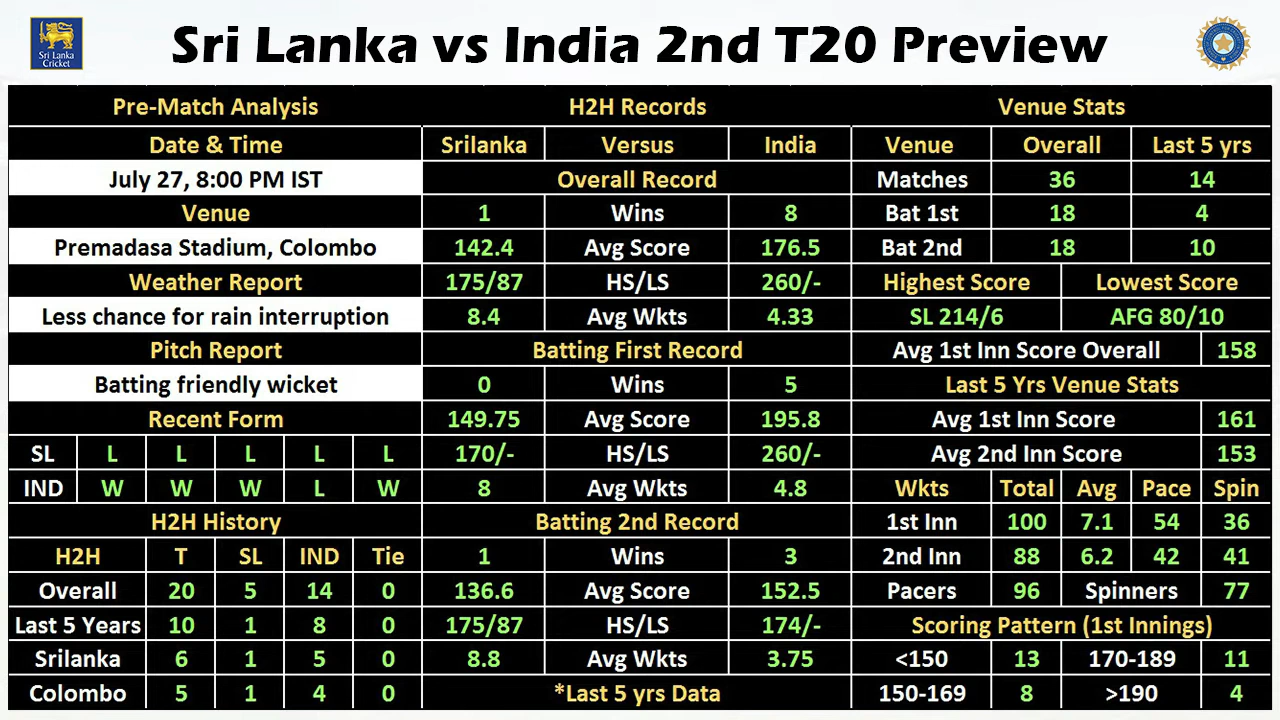 Sri Lanka
Cricket
Sri Lanka vs India 2nd T20 Preview
Pre-Match Analysis H2H Records Venue Stats
Date & Time Srilanka Versus India Venue Overall Last 5 yrs
July 27, 8:00 PM IST Overall Record Matches 36 14
Venue 1 Wins 8 Bat 1st 18 4
Premadasa Stadium, Colombo 142.4 Avg Score 176.5 Bat 2nd 18 10
Weather Report 175/87 HS/LS 260/- Highest Score Lowest Score
Less chance for rain interruption 8.4 Avg Wkts 4.33 SL 214/6 AFG 80/10
Pitch Report Batting First Record Avg 1st Inn Score Overall 158
Batting friendly wicket 0 Wins 5 Last 5 Yrs Venue Stats
Recent Form 149.75 Avg Score 195.8 Avg 1st Inn Score 161
SL L L L L L 170/- HS/LS 260/- Avg 2nd Inn Score 153
IND W W W L W 8 Avg Wkts 4.8 Wkts Total Avg Pace Spin
H2H History Batting 2nd Record 1st Inn 100 7.1 54 36
H2H T SL IND Tie 1 Wins 3 2nd Inn 88 6.2 42 41
Overall 20 5 14 0 136.6 Avg Score 152.5 Pacers 96 Spinners 77
Last 5 Years 10 1 8 0 175/87 HS/LS 174/- Scoring Pattern (1st Innings)
Srilanka 6 1 5 0 8.8 Avg Wkts 3.75 <150 13 170-189 11
Colombo 5 1 4 0 *Last 5 yrs Data 150-169 8 >190 4